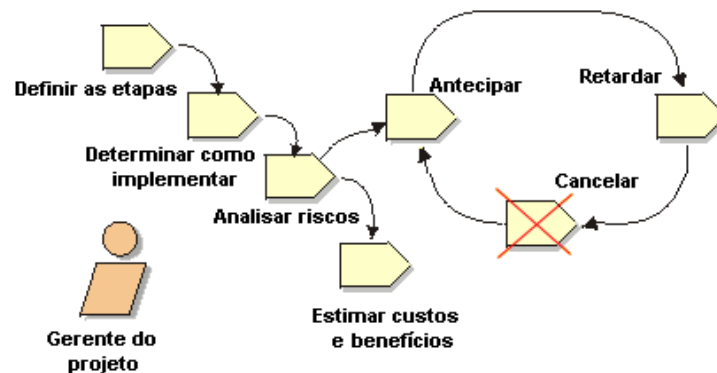 Definir as etapas
Antecipar
Retardar
Determinar como
implementar
Cancelar
Analisar riscos
Estimar custos
e benefícios
Gerente do
projeto